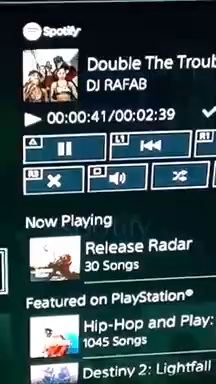 Spotify
Double The Troub
DJ RAFAB
00:00:41/00:02:39
L1
R1
R3
Now Playing
Release Radar
30 Songs
Featured on PlayStation®
Hip-Hop and Play:
1045 Songs
Destiny 2: Lightfall